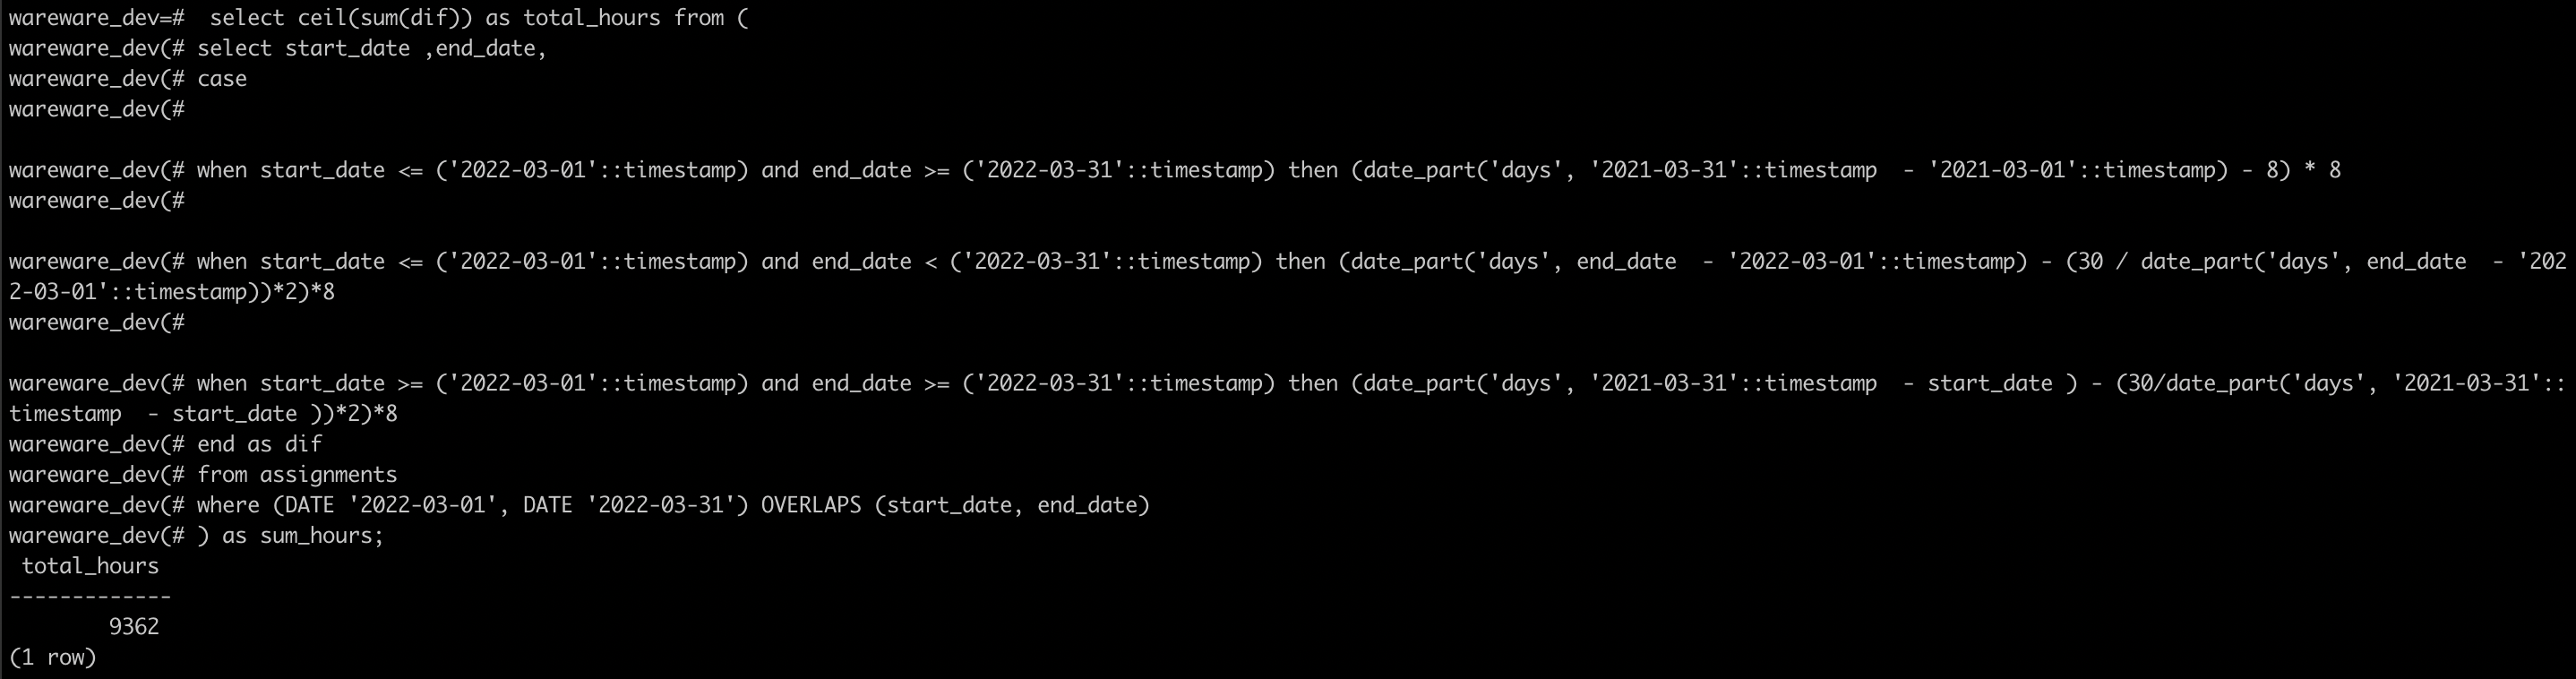 wareware_dev=#  select ceil(sum(dif)) as total_hours from (
wareware_dev(# select start_date ,end_date,
wareware_dev(# case
wareware_dev(#
wareware_dev(# when start_date <= ('2022-03-01'::timestamp) and end_date >= ('2022-03-31'::timestamp) then (date_part('days', '2021-03-31'::timestamp  - '2021-03-01'::timestamp) - 8) * 8
wareware_dev(#
wareware_dev(# when start_date <= ('2022-03-01'::timestamp) and end_date < ('2022-03-31'::timestamp) then (date_part('days', end_date  - '2022-03-01'::timestamp) - (30 / date_part('days', end_date  - '202
2-03-01'::timestamp))*2)*8
wareware_dev(#
wareware_dev(# when start_date >= ('2022-03-01'::timestamp) and end_date >= ('2022-03-31'::timestamp) then (date_part('days', '2021-03-31'::timestamp  - start_date ) - (30/date_part('days', '2021-03-31'::
timestamp  - start_date ))*2)*8
wareware_dev(# end as dif
wareware_dev(# from assignments
wareware_dev(# where (DATE '2022-03-01', DATE '2022-03-31') OVERLAPS (start_date, end_date)
wareware_dev(# ) as sum_hours;
 total_hours
-------------
        9362
(1 row)